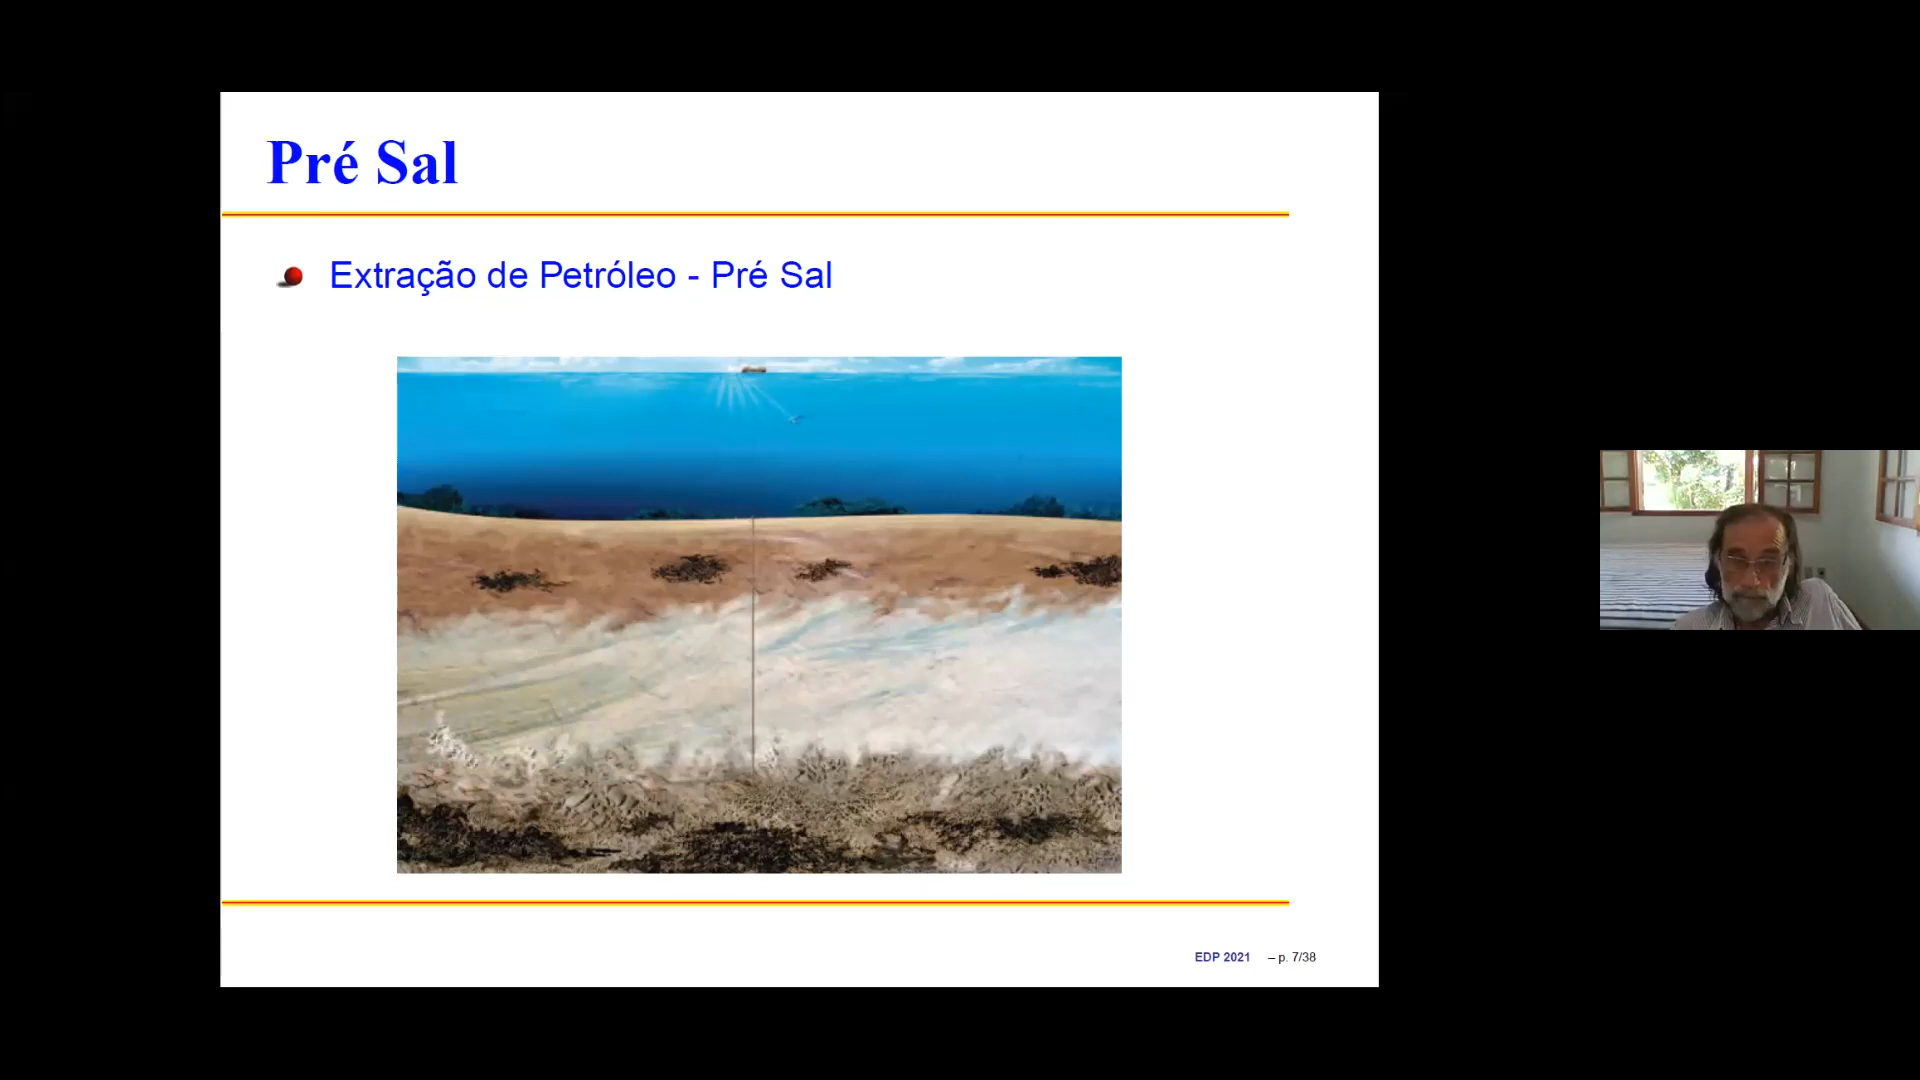 Pré Sal
Extração de Petróleo - Pré Sal
EDP 2021 – p. 7/38